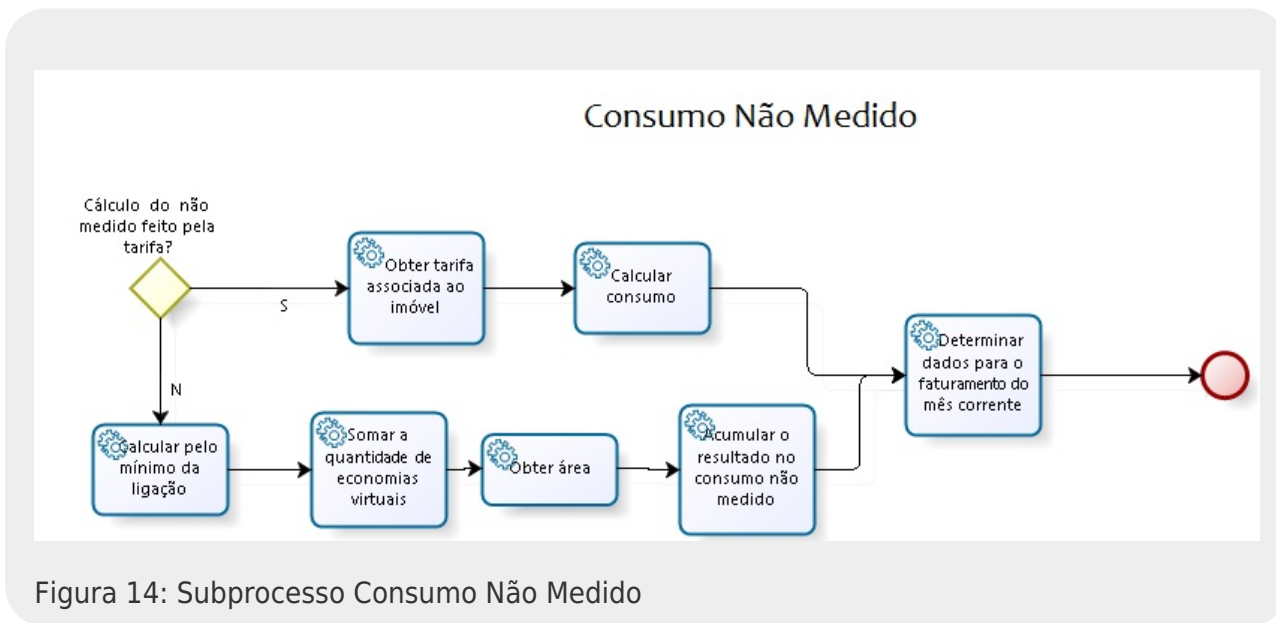 Consumo Não Medido
Cálculo do não
medido feito pela
tarifa?
S
N
Obter tarifa
associada ao
imóvel
Calcular
consumo
Determinar
dados para o
faturamento do
mês corrente
Calcular pelo
mínimo da
ligação
Somar a
quantidade de
economias
virtuais
Obter área
Acumular o
resultado no
consumo não
medido
Figura 14: Subprocesso Consumo Não Medido